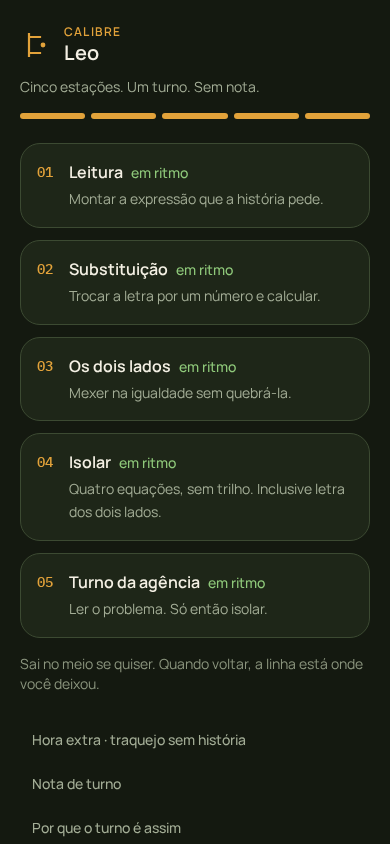 CALIBRE
Leo
Cinco estações. Um turno. Sem nota.
01 Leitura em ritmo
Montar a expressão que a história pede.
02 Substituição em ritmo
Trocar a letra por um número e calcular.
03 Os dois lados em ritmo
Mexer na igualdade sem quebrá-la.
04 Isolar em ritmo
Quatro equações, sem trilho. Inclusive letra
dos dois lados.
05 Turno da agência em ritmo
Ler o problema. Só então isolar.
Sai no meio se quiser. Quando voltar, a linha está onde
você deixou.
Hora extra · traquejo sem história
Nota de turno
Por que o turno é assim